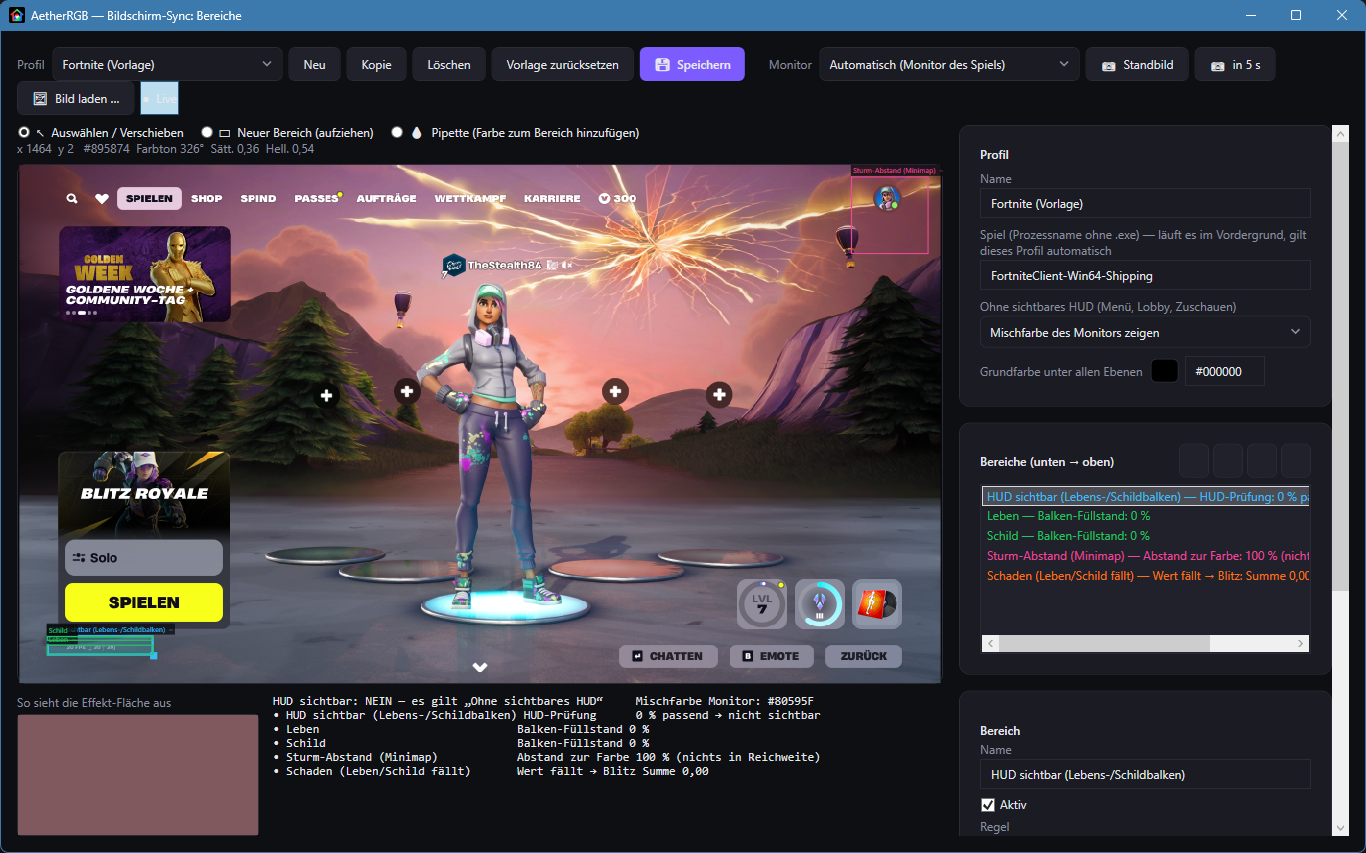 AetherRGB — Bildschirm-Sync: Bereiche
Profil
Fortnite (Vorlage)
Neu
Kopie
Löschen
Vorlage zurücksetzen
Speichern
Monitor
Automatisch (Monitor des Spiels)
Standbild
in 5 s
Bild laden ...
Live
Auswählen / Verschieben
Neuer Bereich (aufziehen)
Pipette (Farbe zum Bereich hinzufügen)
x 1464 y 2 #895874 Farbton 326° Sätt. 0,36 Hell. 0,54
Sturm-Abstand (Minimap)
SPIELEN
SHOP
SPIND
PASSES
AUFTRÄGE
WETTKAMPF
KARRIERE
300
GOLDEN
WEEK
GOLDENE WOCHE +
COMMUNITY-TAG
TheStealth84
BLITZ ROYALE
Solo
SPIELEN
Schild
tbar (Lebens-/Schildbalken)
LVL
7
III
CHATTEN
B EMOTE
ZURÜCK
So sieht die Effekt-Fläche aus
HUD sichtbar: NEIN — es gilt „Ohne sichtbares HUD“ Mischfarbe Monitor: #80595F
• HUD sichtbar (Lebens-/Schildbalken) HUD-Prüfung 0 % passend → nicht sichtbar
• Leben Balken-Füllstand 0 %
• Schild Balken-Füllstand 0 %
• Sturm-Abstand (Minimap) Abstand zur Farbe 100 % (nichts in Reichweite)
• Schaden (Leben/Schild fällt) Wert fällt → Blitz Summe 0,00
Profil
Name
Fortnite (Vorlage)
Spiel (Prozessname ohne .exe) — läuft es im Vordergrund, gilt
dieses Profil automatisch
FortniteClient-Win64-Shipping
Ohne sichtbares HUD (Menü, Lobby, Zuschauen)
Mischfarbe des Monitors zeigen
Grundfarbe unter allen Ebenen
#000000
Bereiche (unten → oben)
HUD sichtbar (Lebens-/Schildbalken) — HUD-Prüfung: 0 % pa
Leben — Balken-Füllstand: 0 %
Schild — Balken-Füllstand: 0 %
Sturm-Abstand (Minimap) — Abstand zur Farbe: 100 % (nicht
Schaden (Leben/Schild fällt) — Wert fällt → Blitz: Summe 0,00
Bereich
Name
HUD sichtbar (Lebens-/Schildbalken)
Aktiv
Regel